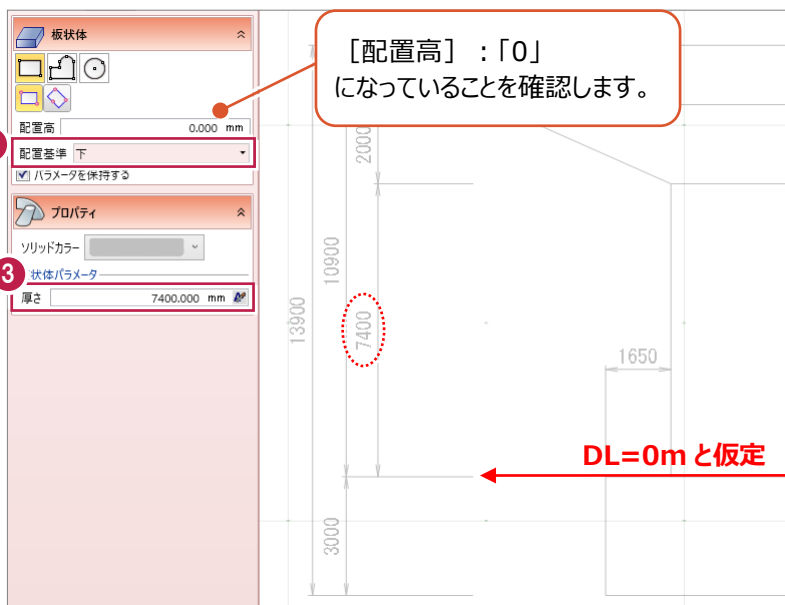 板状体
配置高 0.000 mm
配置基準 下
パラメータを保持する
プロパティ
ソリッドカラー
3
状体パラメータ
厚さ 7400.000 mm
［配置高］：「0」
になっていることを確認します。
2000
10900
13900
7400
1650
DL=0m と仮定
3000